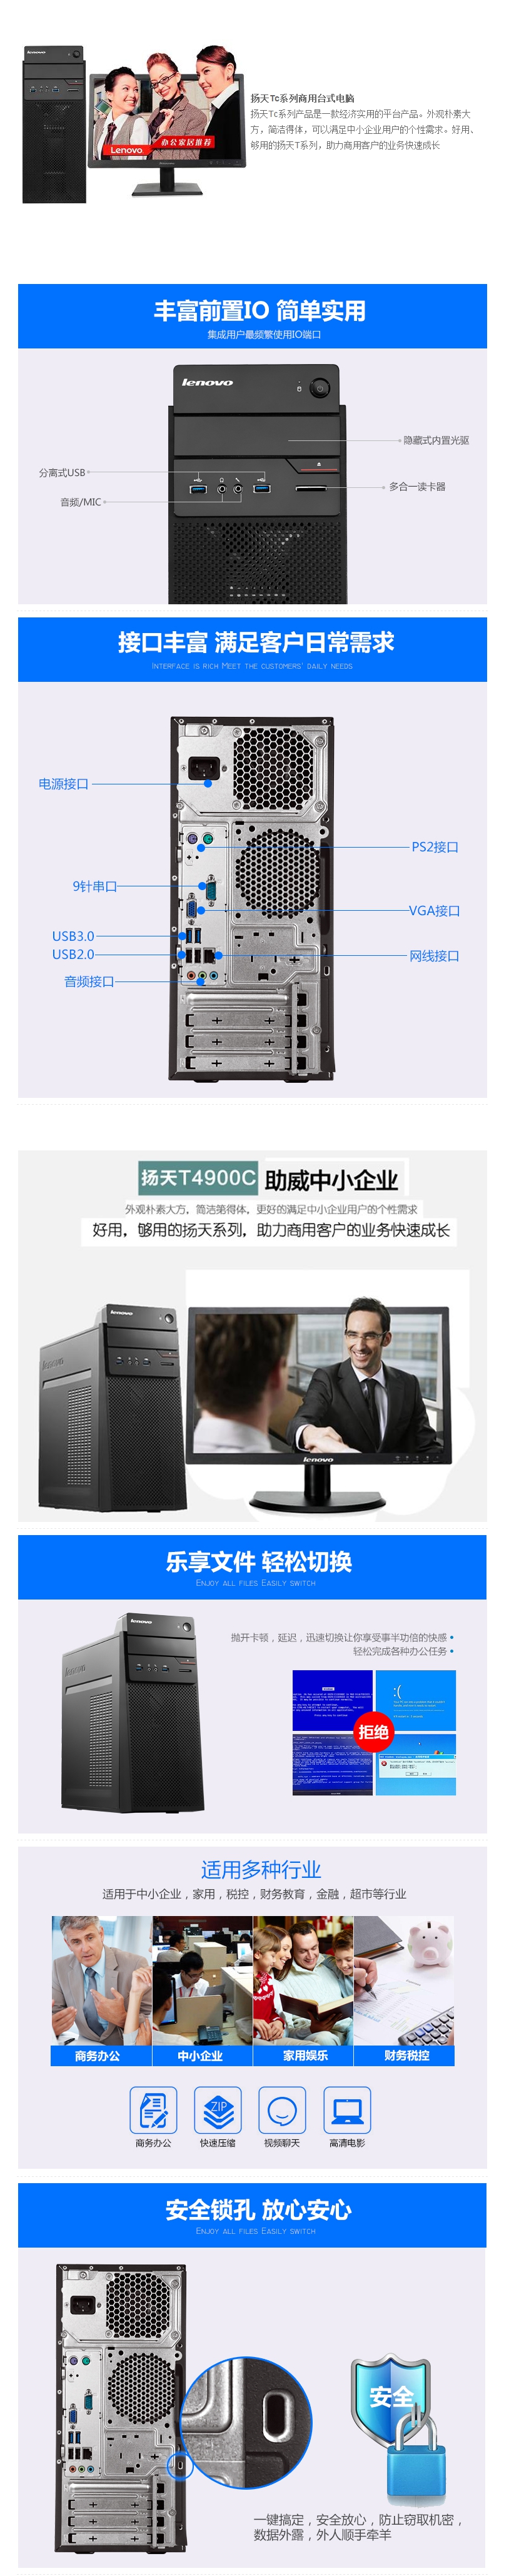 lenovo
Lenovo
办公家居推荐
扬天Tc系列商用台式电脑
扬天Tc系列产品是一款经济实用的平台产品。外观朴素大
方，简洁得体，可以满足中小企业用户的个性需求。好用、
够用的扬天T系列，助力商用客户的业务快速成长
丰富前置IO 简单实用
集成用户最频繁使用IO端口
lenovo
隐藏式内置光驱
分离式USB
多合一读卡器
音频/MIC
接口丰富 满足客户日常需求
INTERFACE IS RICH MEET THE CUSTOMERS' DAILY NEEDS
电源接口
PS2接口
9针串口
VGA接口
USB3.0
USB2.0
网线接口
音频接口
扬天T4900C 助威中小企业
外观朴素大方，简洁第得体，更好的满足中小企业用户的个性需求
好用，够用的扬天系列，助力商用客户的业务快速成长
lenovo
lenovo
lenovo
乐享文件 轻松切换
ENJOY ALL FILES EASILY SWITCH
lenovo
抛开卡顿，延迟，迅速切换让你享受事半功倍的快感
轻松完成各种办公任务
:(
拒绝
适用多种行业
适用于中小企业，家用，税控，财务教育，金融，超市等行业
商务办公
中小企业
家用娱乐
财务税控
ZIP
商务办公
快速压缩
视频聊天
高清电影
安全锁孔 放心安心
ENJOY ALL FILES EASILY SWITCH
安全
一键搞定，安全放心，防止窃取机密，
数据外露，外人顺手牵羊